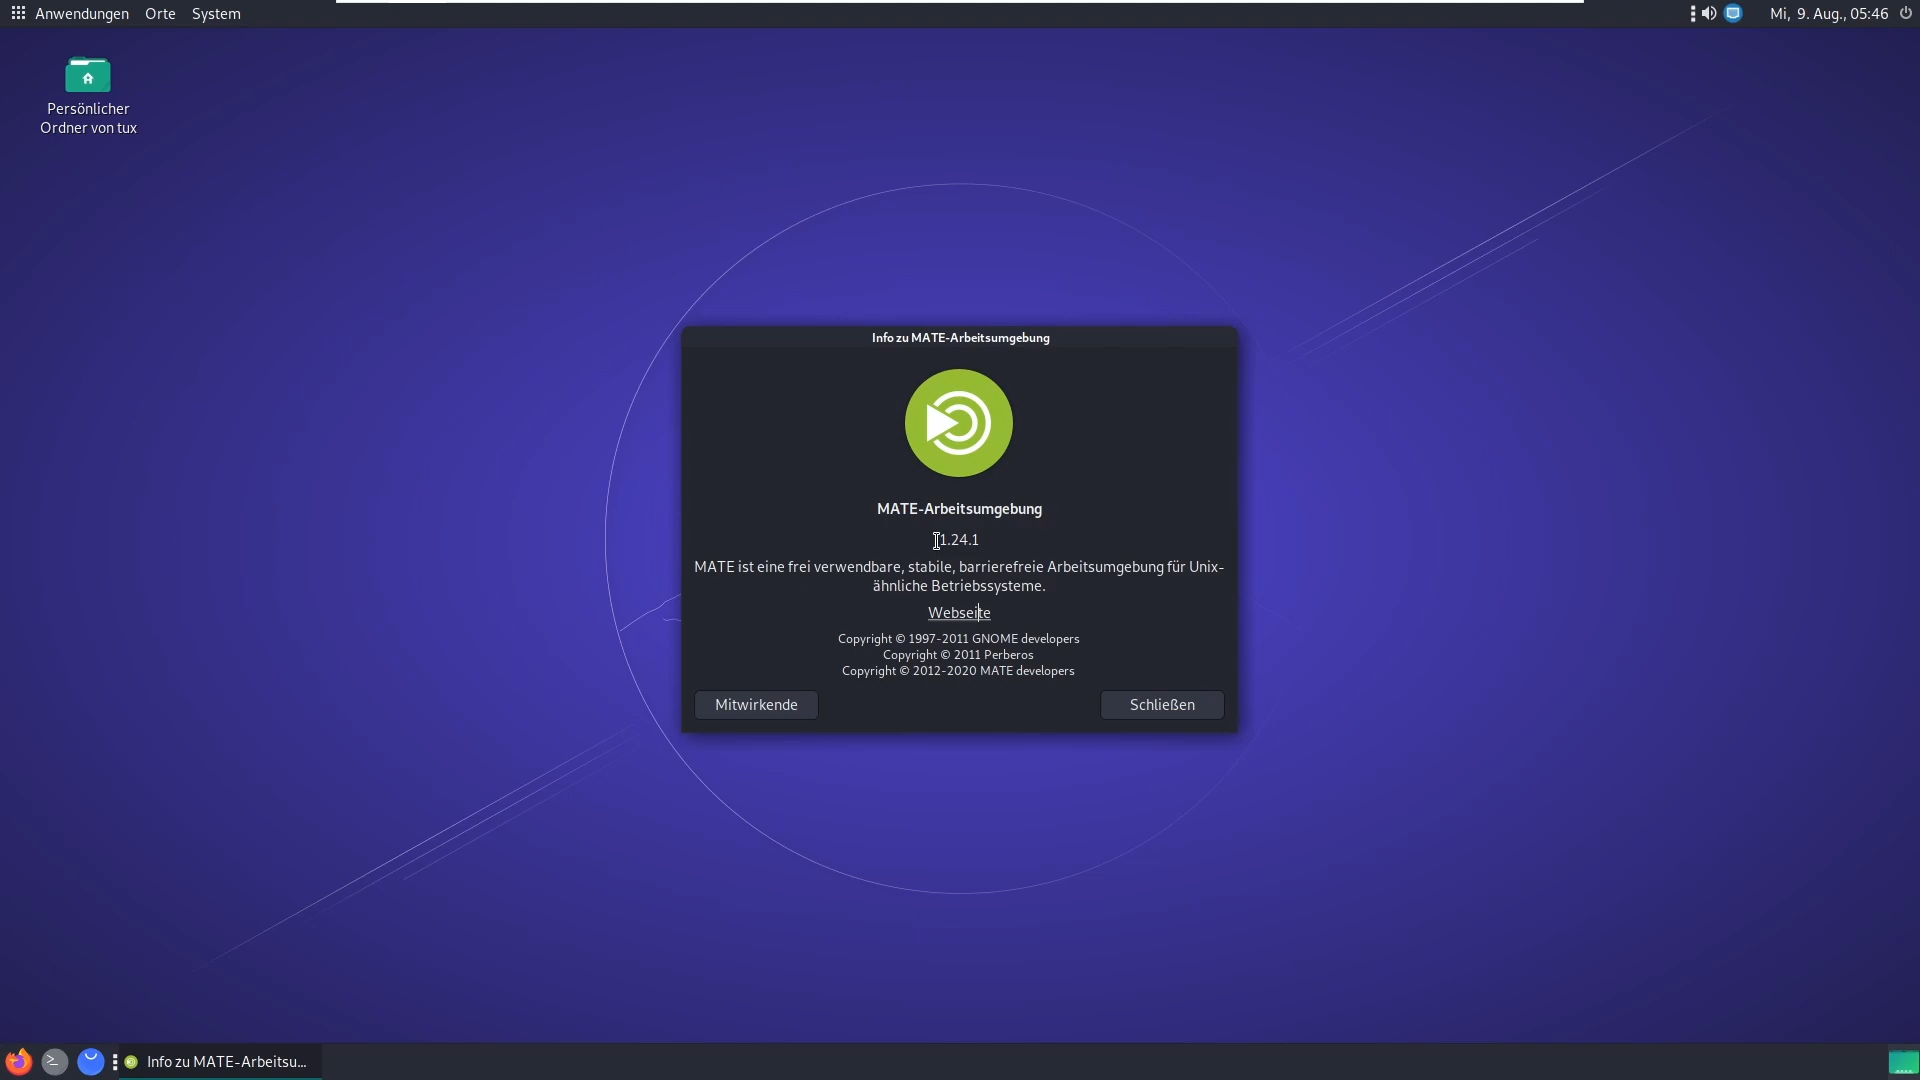 Anwendungen Orte System
Mi, 9. Aug., 05:46
Persönlicher
Ordner von tux
Info zu MATE-Arbeitsumgebung
MATE-Arbeitsumgebung
1.24.1
MATE ist eine frei verwendbare, stabile, barrierefreie Arbeitsumgebung für Unix-
ähnliche Betriebssysteme.
Webseite
Copyright © 1997-2011 GNOME developers
Copyright © 2011 Perberos
Copyright © 2012-2020 MATE developers
Mitwirkende
Schließen
Info zu MATE-Arbeitsu...